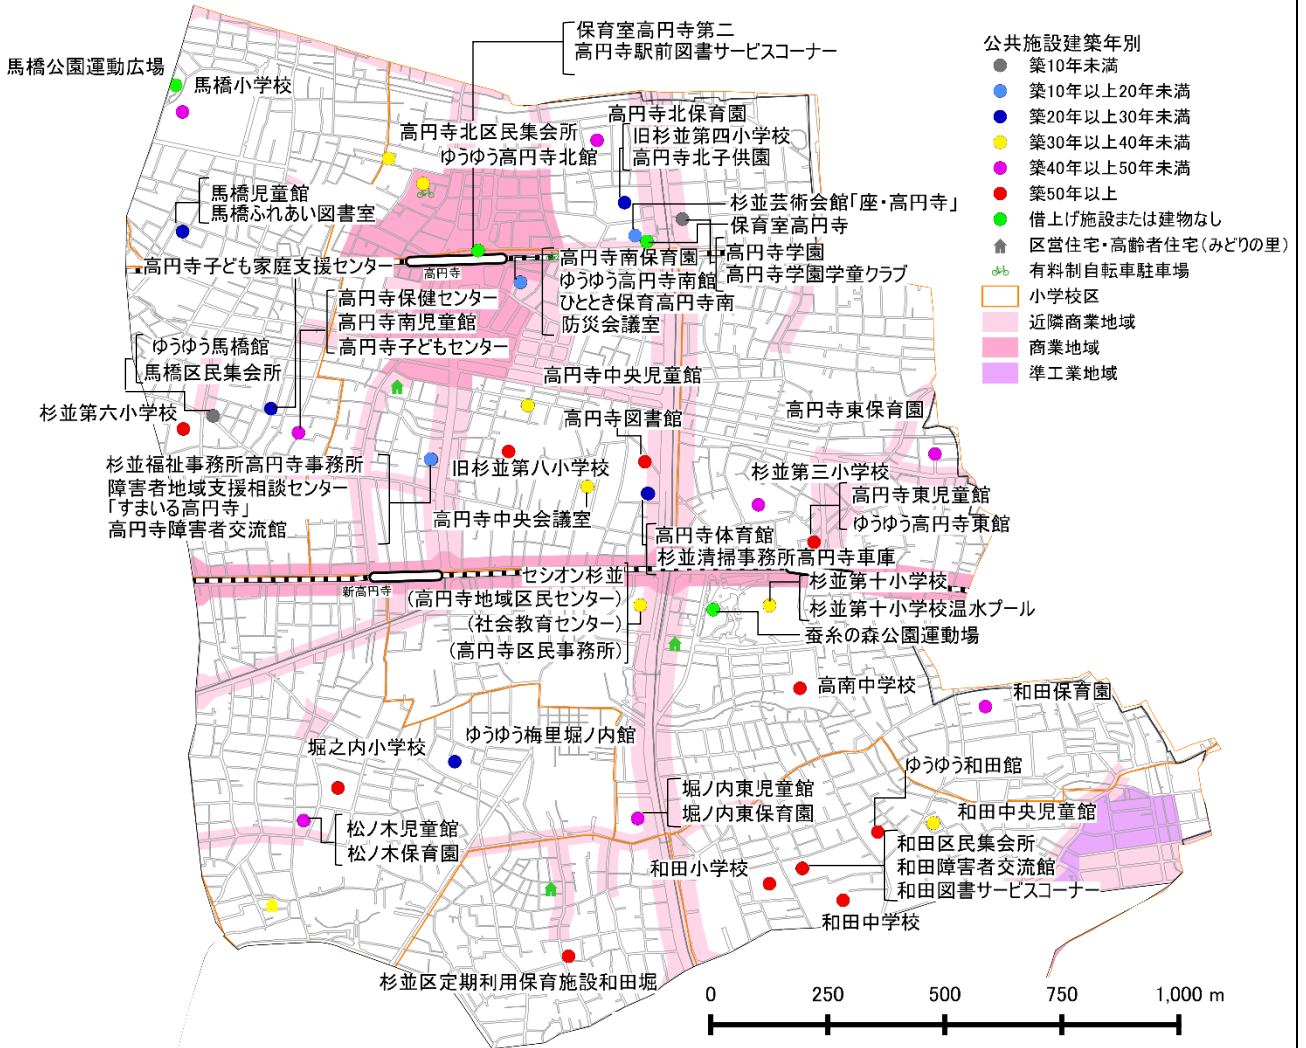 保育室高円寺第二
高円寺駅前図書サービスコーナー
馬橋公園運動広場
馬橋小学校
高円寺北区民集会所
ゆうゆう高円寺北館
高円寺北保育園
旧杉並第四小学校
高円寺北子供園
馬橋児童館
馬橋ふれあい図書室
杉並芸術会館「座・高円寺」
保育室高円寺
高円寺学園
高円寺学園学童クラブ
高円寺子ども家庭支援センター
高円寺
高円寺南保育園
ゆうゆう高円寺南館
ひととき保育高円寺南
防災会議室
高円寺保健センター
高円寺南児童館
高円寺子どもセンター
ゆうゆう馬橋館
馬橋区民集会所
高円寺中央児童館
杉並第六小学校
高円寺図書館
高円寺東保育園
杉並福祉事務所高円寺事務所
障害者地域支援相談センター
「すまいる高円寺」
高円寺障害者交流館
旧杉並第八小学校
杉並第三小学校
高円寺東児童館
ゆうゆう高円寺東館
高円寺中央会議室
高円寺体育館
杉並清掃事務所高円寺車庫
新高円寺
セシオン杉並
(高円寺地域区民センター)
(社会教育センター)
(高円寺区民事務所)
杉並第十小学校
杉並第十小学校温水プール
蚕糸の森公園運動場
高南中学校
和田保育園
堀之内小学校
ゆうゆう梅里堀ノ内館
ゆうゆう和田館
堀ノ内東児童館
堀ノ内東保育園
和田中央児童館
松ノ木児童館
松ノ木保育園
和田小学校
和田区民集会所
和田障害者交流館
和田図書サービスコーナー
和田中学校
杉並区定期利用保育施設和田堀
公共施設建築年別
築10年未満
築10年以上20年未満
築20年以上30年未満
築30年以上40年未満
築40年以上50年未満
築50年以上
借上げ施設または建物なし
区営住宅・高齢者住宅(みどりの里)
有料制自転車駐車場
小学校区
近隣商業地域
商業地域
準工業地域
0 250 500 750 1,000 m